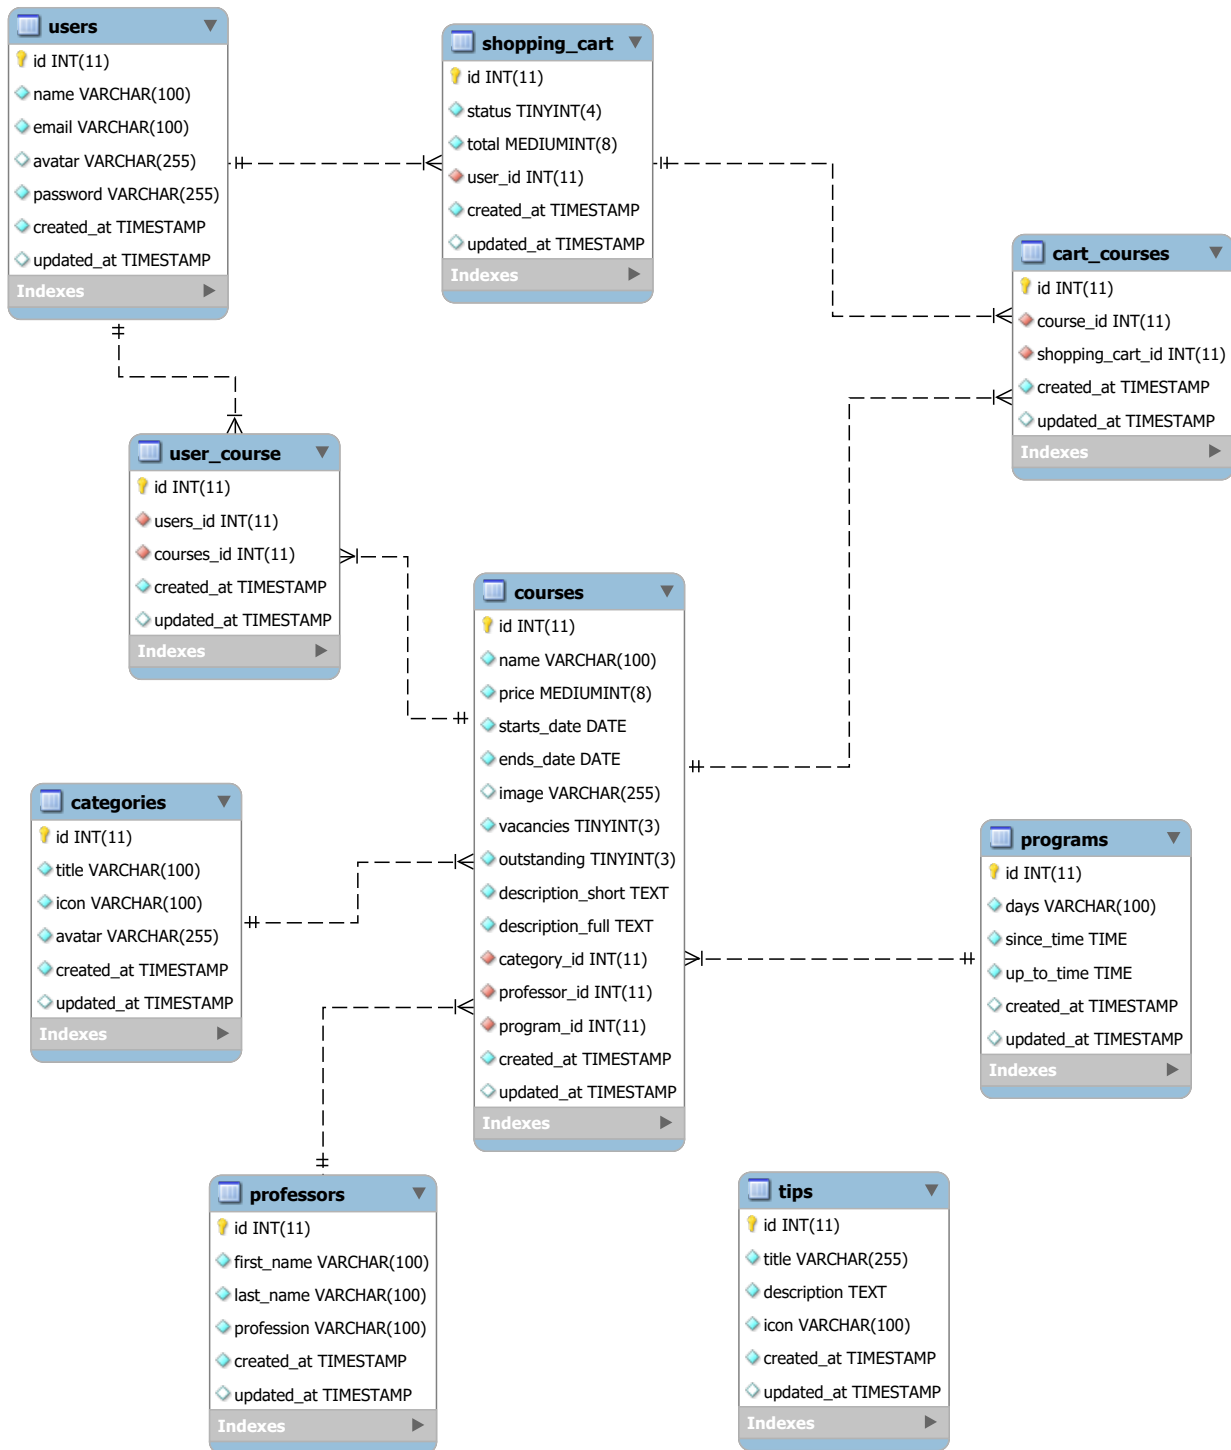 users
id INT(11)
name VARCHAR(100)
email VARCHAR(100)
avatar VARCHAR(255)
password VARCHAR(255)
created_at TIMESTAMP
updated_at TIMESTAMP
Indexes
shopping_cart
id INT(11)
status TINYINT(4)
total MEDIUMINT(8)
user_id INT(11)
created_at TIMESTAMP
updated_at TIMESTAMP
Indexes
cart_courses
id INT(11)
course_id INT(11)
shopping_cart_id INT(11)
created_at TIMESTAMP
updated_at TIMESTAMP
Indexes
user_course
id INT(11)
users_id INT(11)
courses_id INT(11)
created_at TIMESTAMP
updated_at TIMESTAMP
Indexes
courses
id INT(11)
name VARCHAR(100)
price MEDIUMINT(8)
starts_date DATE
ends_date DATE
image VARCHAR(255)
vacancies TINYINT(3)
outstanding TINYINT(3)
description_short TEXT
description_full TEXT
category_id INT(11)
professor_id INT(11)
program_id INT(11)
created_at TIMESTAMP
updated_at TIMESTAMP
Indexes
categories
id INT(11)
title VARCHAR(100)
icon VARCHAR(100)
avatar VARCHAR(255)
created_at TIMESTAMP
updated_at TIMESTAMP
Indexes
programs
id INT(11)
days VARCHAR(100)
since_time TIME
up_to_time TIME
created_at TIMESTAMP
updated_at TIMESTAMP
Indexes
professors
id INT(11)
first_name VARCHAR(100)
last_name VARCHAR(100)
profession VARCHAR(100)
created_at TIMESTAMP
updated_at TIMESTAMP
Indexes
tips
id INT(11)
title VARCHAR(255)
description TEXT
icon VARCHAR(100)
created_at TIMESTAMP
updated_at TIMESTAMP
Indexes